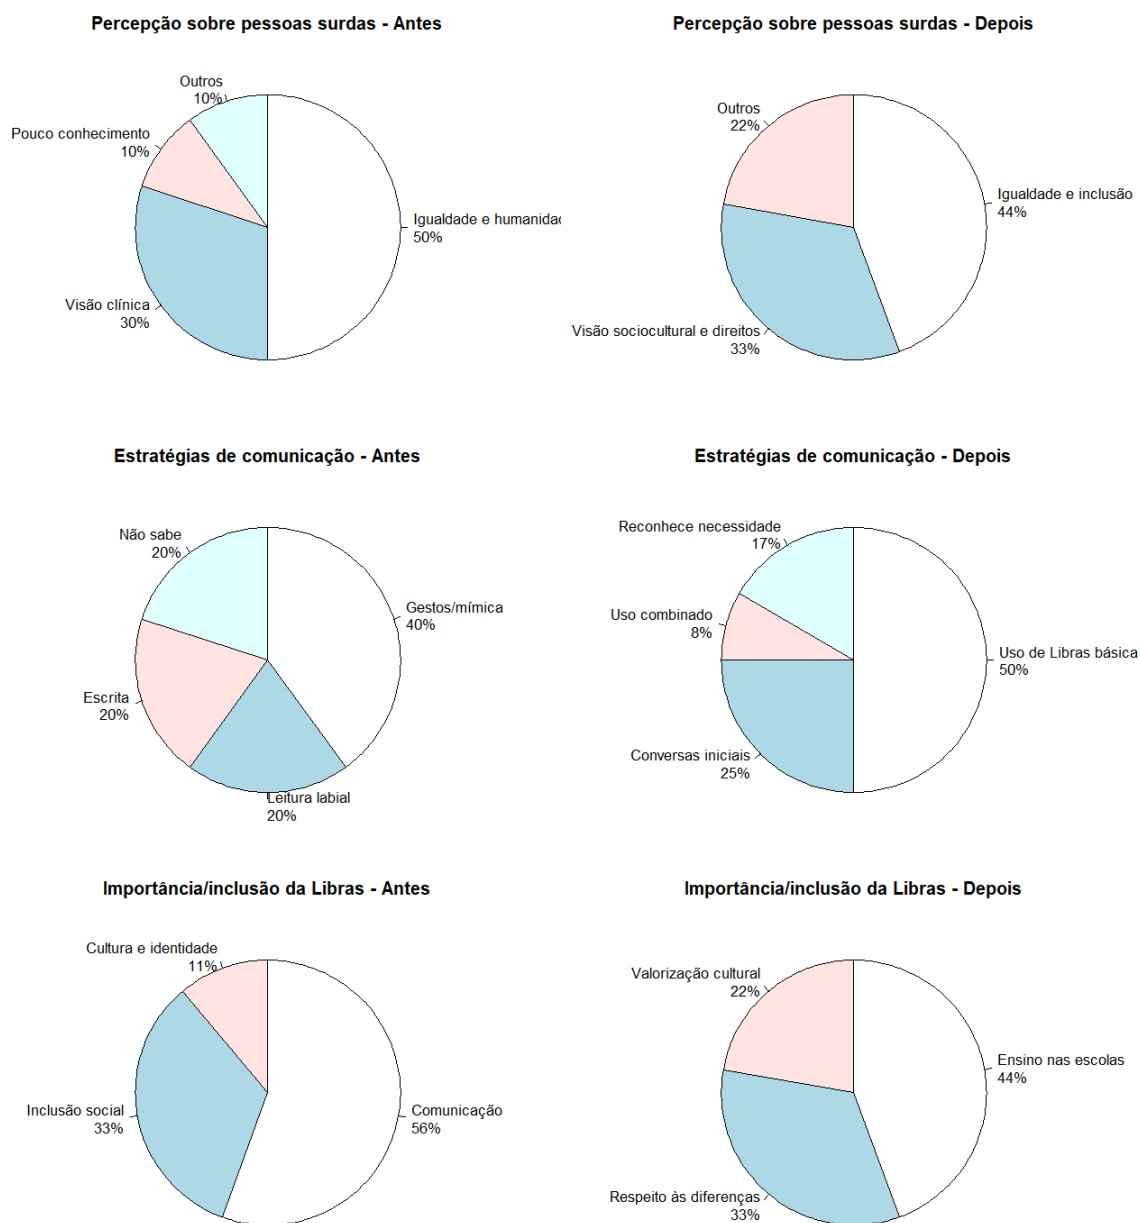 Percepção sobre pessoas surdas - Antes
Outros
10%
Pouco conhecimento
10%
Igualdade e humanidad
50%
Visão clínica
30%
Percepção sobre pessoas surdas - Depois
Outros
22%
Igualdade e inclusão
44%
Visão sociocultural e direitos
33%
Estratégias de comunicação - Antes
Não sabe
20%
Gestos/mímica
40%
Escrita
20%
Leitura labial
20%
Estratégias de comunicação - Depois
Reconhece necessidade
17%
Uso combinado
8%
Uso de Libras básica
50%
Conversas iniciais
25%
Importância/inclusão da Libras - Antes
Cultura e identidade
11%
Inclusão social
33%
Comunicação
56%
Importância/inclusão da Libras - Depois
Valorização cultural
22%
Ensino nas escolas
44%
Respeito às diferenças
33%